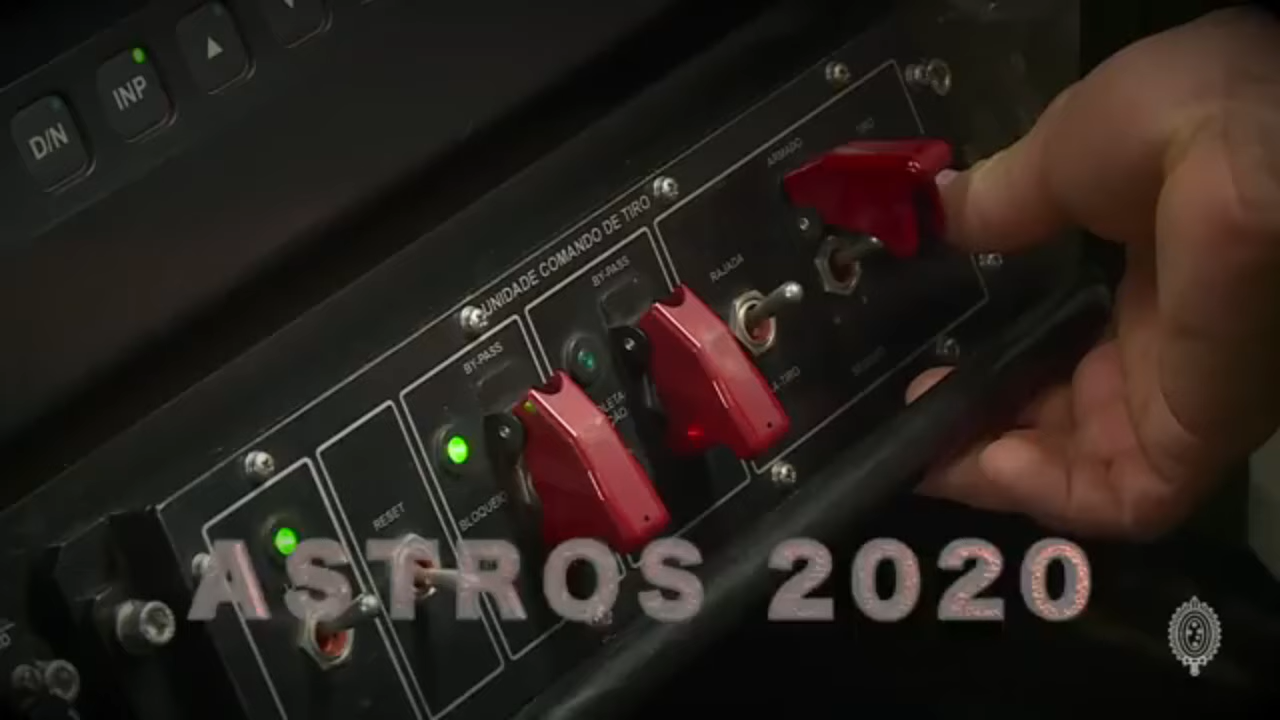 D/N
INP
UNIDADE COMANDO DE TIRO
ARMADO
BY-PASS
RAJADA
BY-PASS
RESET
BLOQUEIO
ASTROS 2020